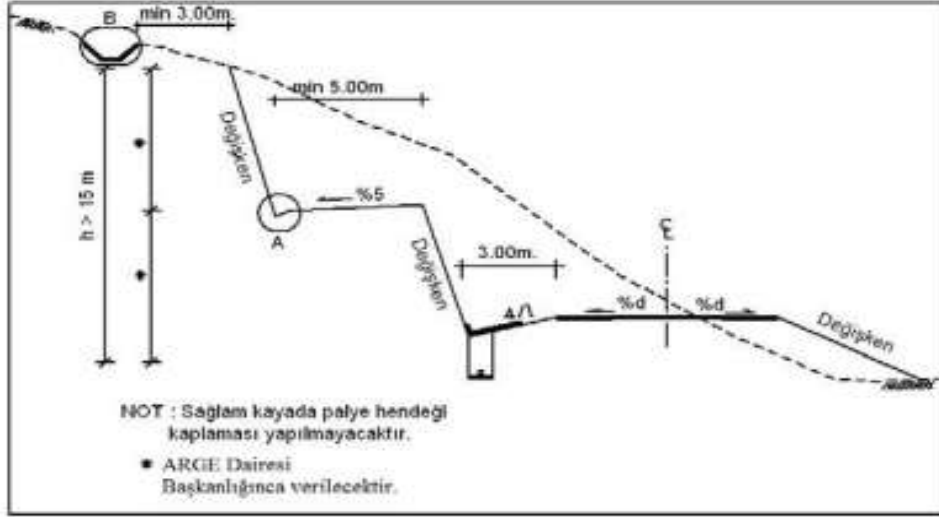 B
min 3.00m.
min 5.00m
Değişken
%5
A
h > 15 m
*
*
Değişken
3.00m.
4/1
℄
%d
%d
Değişken
NOT : Sağlam kayada palye hendeği
kaplaması yapılmayacaktır.
* ARGE Dairesi
Başkanlığınca verilecektir.